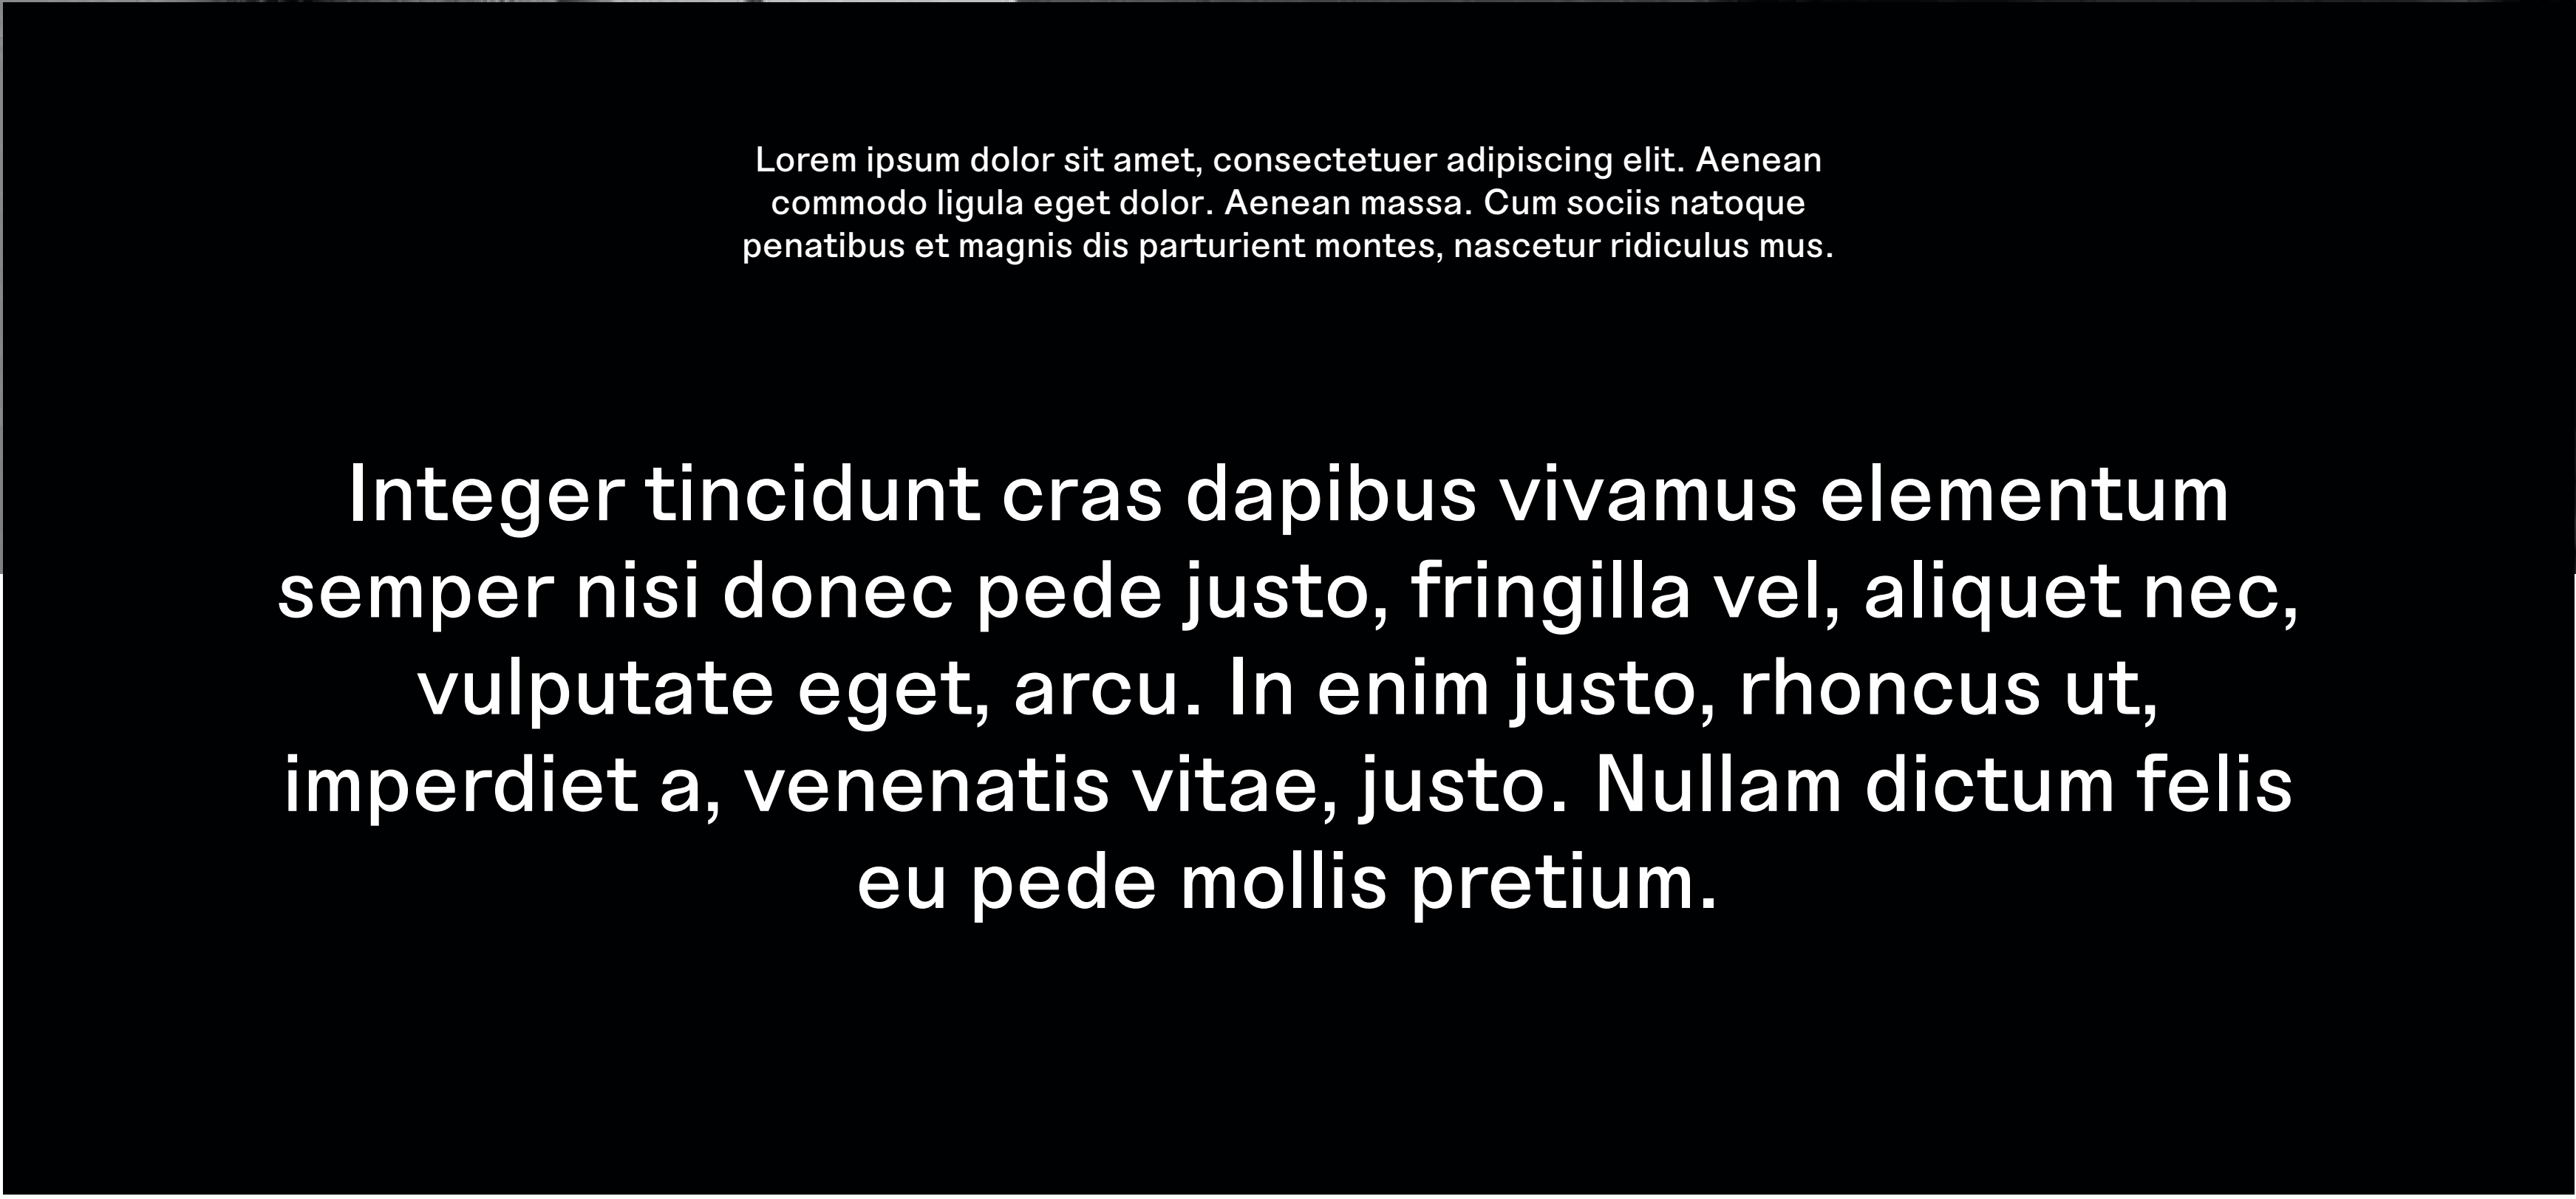 Lorem ipsum dolor sit amet, consectetuer adipiscing elit. Aenean
commodo ligula eget dolor. Aenean massa. Cum sociis natoque
penatibus et magnis dis parturient montes, nascetur ridiculus mus.
Integer tincidunt cras dapibus vivamus elementum
semper nisi donec pede justo, fringilla vel, aliquet nec,
vulputate eget, arcu. In enim justo, rhoncus ut,
imperdiet a, venenatis vitae, justo. Nullam dictum felis
eu pede mollis pretium.